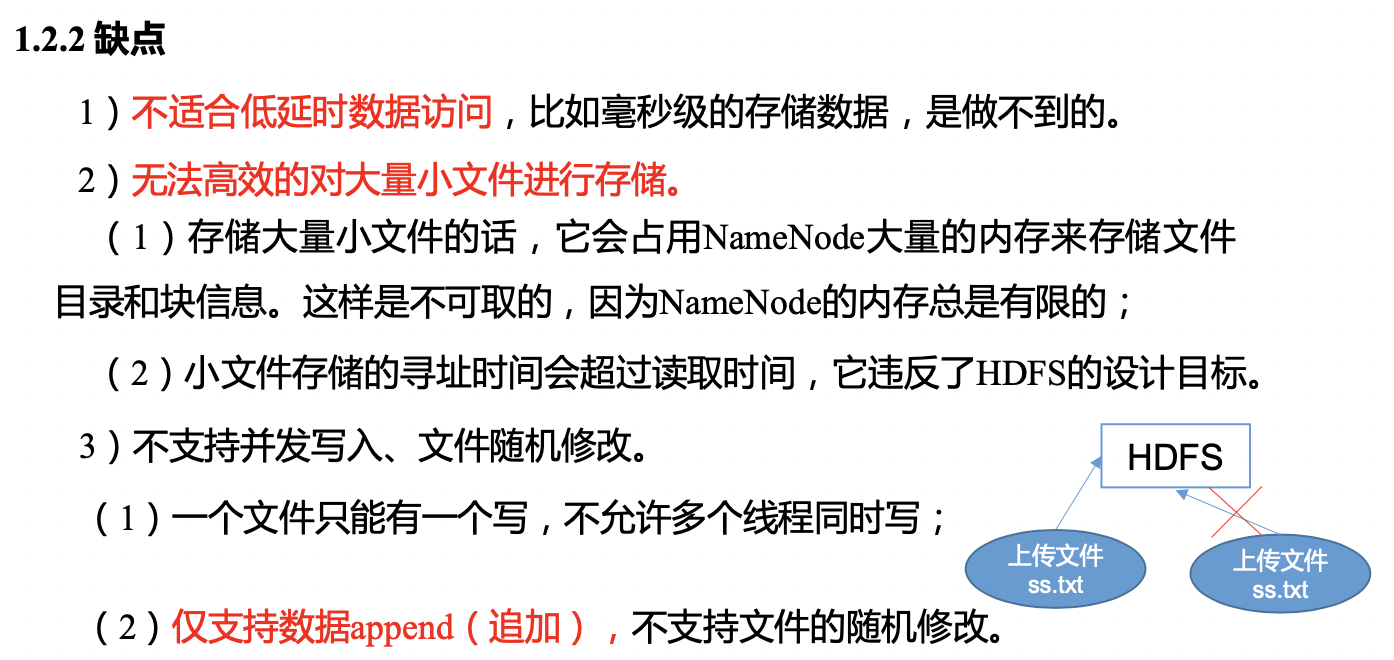 1.2.2 缺点
1）不适合低延时数据访问，比如毫秒级的存储数据，是做不到的。
2）无法高效的对大量小文件进行存储。
（1）存储大量小文件的话，它会占用NameNode大量的内存来存储文件
目录和块信息。这样是不可取的，因为NameNode的内存总是有限的；
（2）小文件存储的寻址时间会超过读取时间，它违反了HDFS的设计目标。
3）不支持并发写入、文件随机修改。
（1）一个文件只能有一个写，不允许多个线程同时写；
（2）仅支持数据append（追加），不支持文件的随机修改。
HDFS
上传文件
ss.txt
上传文件
ss.txt